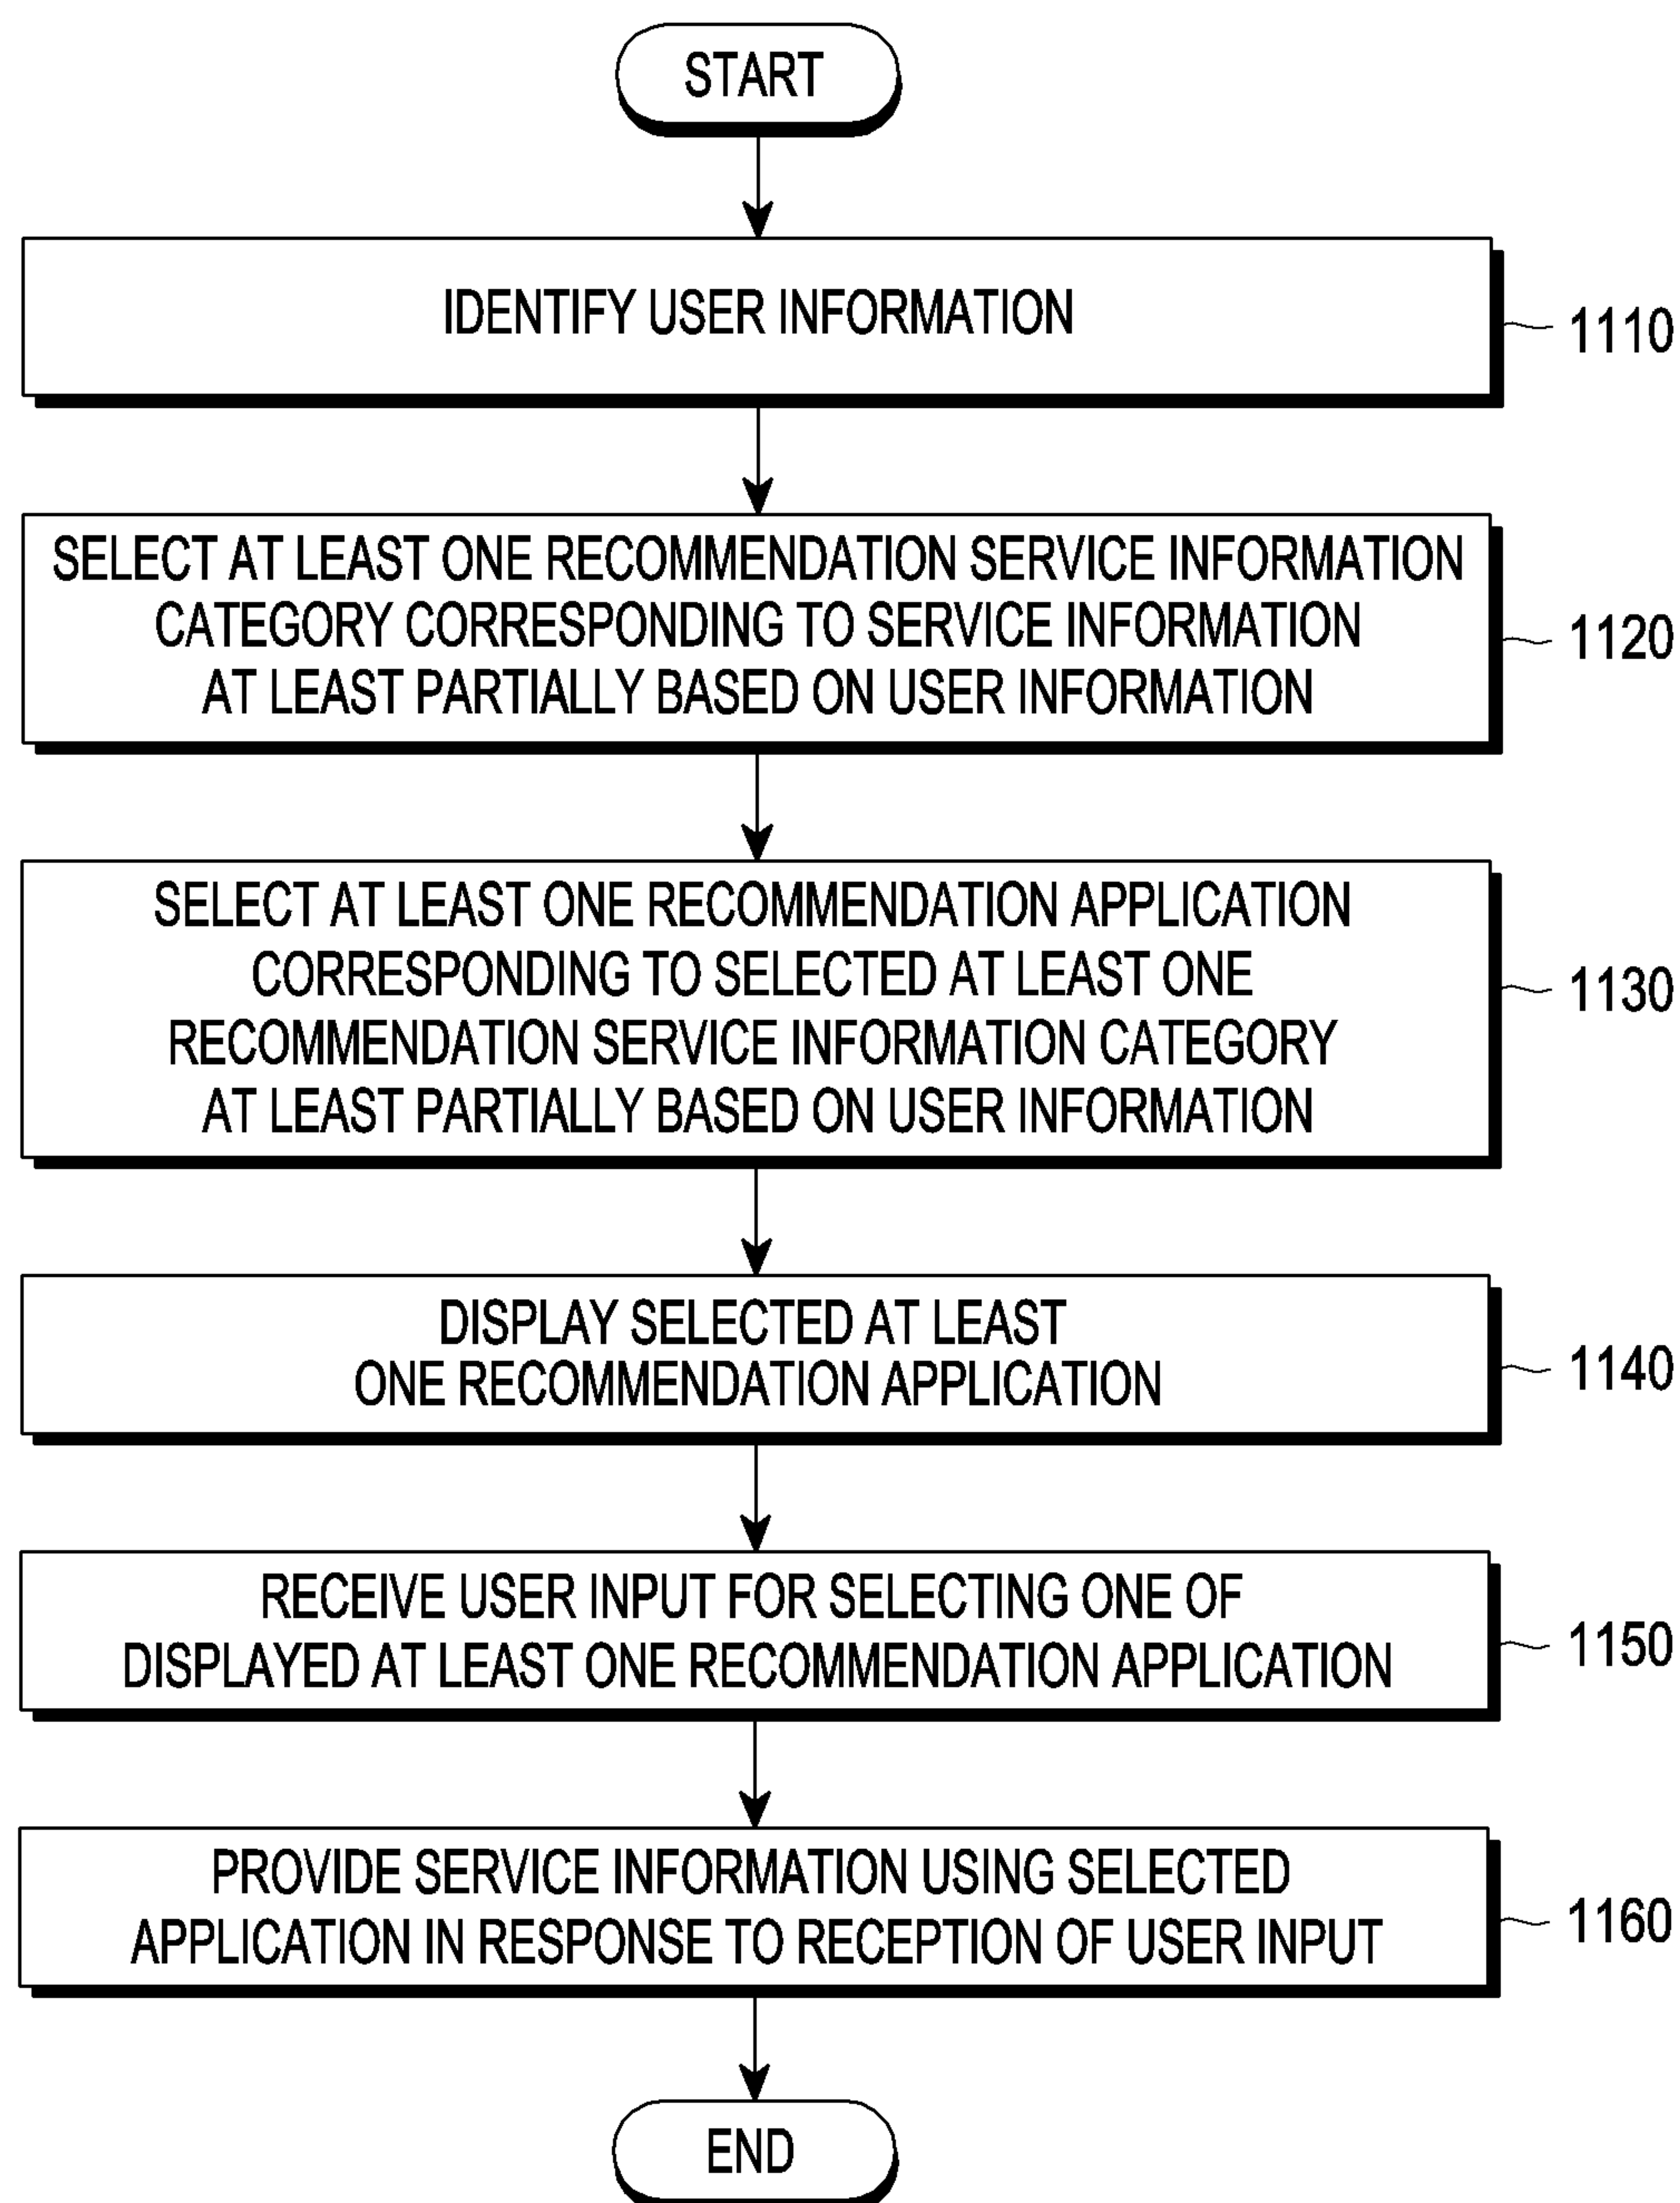 START
IDENTIFY USER INFORMATION
1110
SELECT AT LEAST ONE RECOMMENDATION SERVICE INFORMATION
CATEGORY CORRESPONDING TO SERVICE INFORMATION
AT LEAST PARTIALLY BASED ON USER INFORMATION
1120
SELECT AT LEAST ONE RECOMMENDATION APPLICATION
CORRESPONDING TO SELECTED AT LEAST ONE
RECOMMENDATION SERVICE INFORMATION CATEGORY
AT LEAST PARTIALLY BASED ON USER INFORMATION
1130
DISPLAY SELECTED AT LEAST
ONE RECOMMENDATION APPLICATION
1140
RECEIVE USER INPUT FOR SELECTING ONE OF
DISPLAYED AT LEAST ONE RECOMMENDATION APPLICATION
1150
PROVIDE SERVICE INFORMATION USING SELECTED
APPLICATION IN RESPONSE TO RECEPTION OF USER INPUT
1160
END